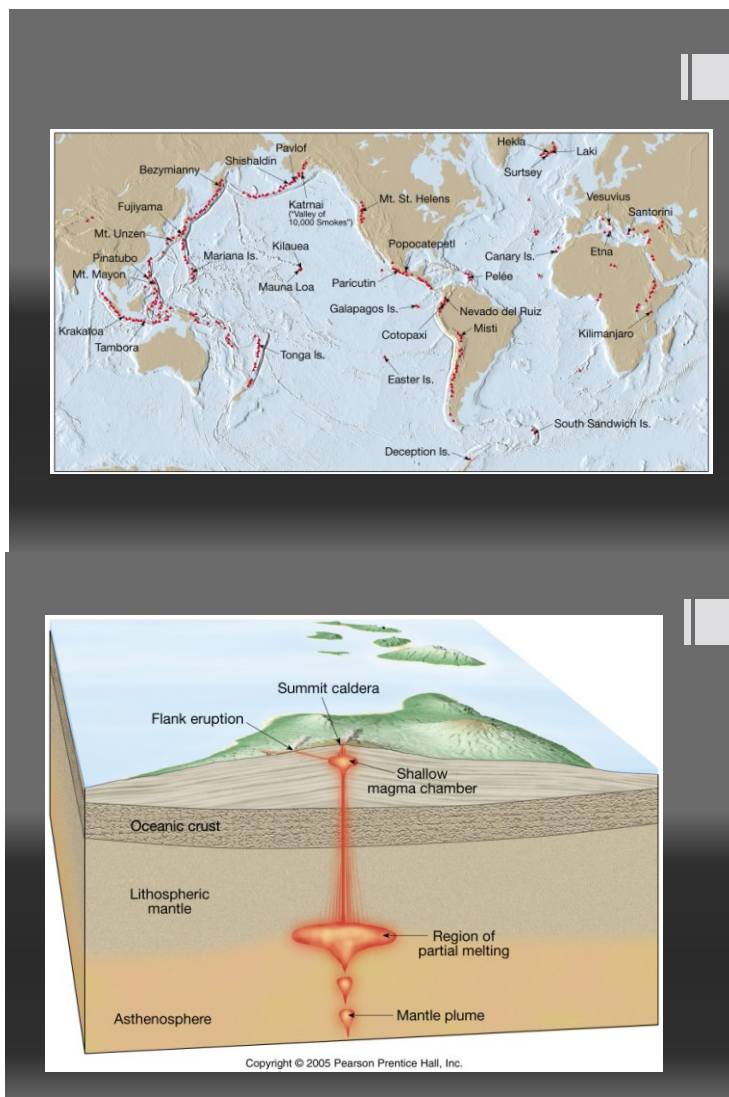 Hekla
Laki
Surtsey
Pavlof
Shishaldin
Bezymianny
Katmai
("Valley of
10,000 Smokes")
Mt. St. Helens
Vesuvius
Santorini
Fujiyama
Mt. Unzen
Popocatepetl
Canary Is.
Etna
Mariana Is.
Kilauea
Pinatubo
Mt. Mayon
Mauna Loa
Paricutin
Pelée
Galapagos Is.
Nevado del Ruiz
Krakatoa
Cotopaxi
Misti
Kilimanjaro
Tambora
Tonga Is.
Easter Is.
South Sandwich Is.
Deception Is.
Summit caldera
Flank eruption
Shallow
magma chamber
Oceanic crust
Lithospheric
mantle
Region of
partial melting
Asthenosphere
Mantle plume
Copyright © 2005 Pearson Prentice Hall, Inc.